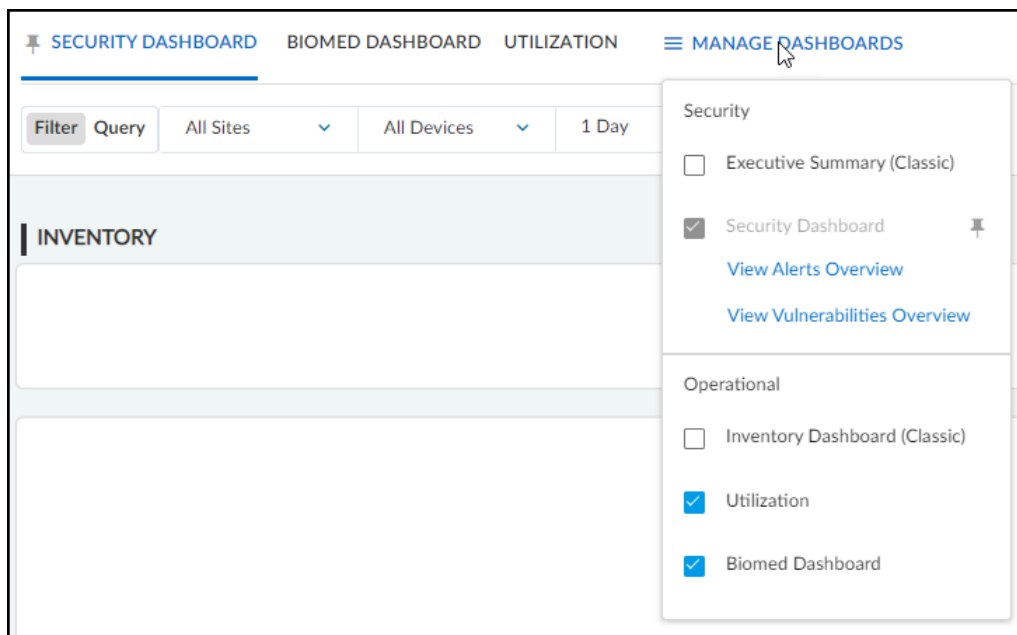 SECURITY DASHBOARD BIOMED DASHBOARD UTILIZATION MANAGE DASHBOARDS
Filter Query All Sites All Devices 1 Day
INVENTORY
Security
Executive Summary (Classic)
Security Dashboard
View Alerts Overview
View Vulnerabilities Overview
Operational
Inventory Dashboard (Classic)
Utilization
Biomed Dashboard